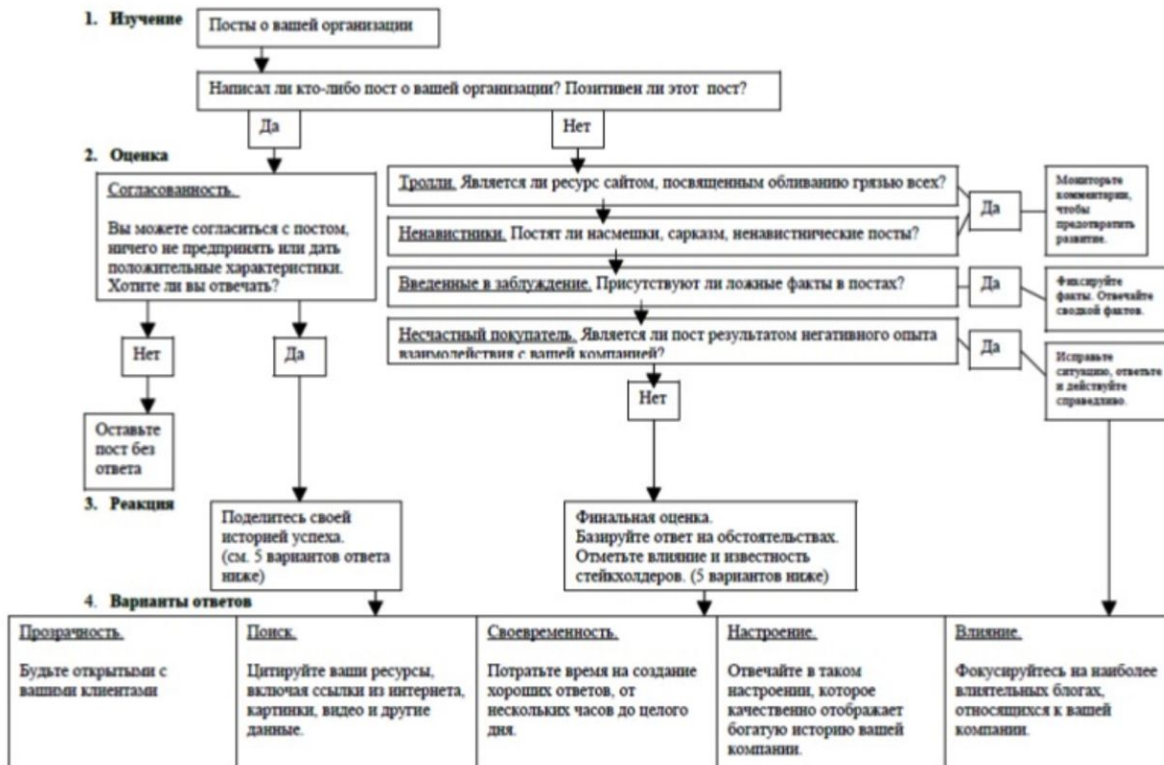 1. Изучение
Посты о вашей организации
Написал ли кто-либо пост о вашей организации? Позитивен ли этот пост?
Да
Нет
2. Оценка
Согласованность.
Вы можете согласиться с постом,
ничего не предпринять или дать
положительные характеристики.
Хотите ли вы отвечать?
Тролли. Является ли ресурс сайтом, посвященным обливанию грязью всех?
Ненавистники. Постят ли насмешки, сарказм, ненавистнические посты?
Да
Мониторьте
комментарии,
чтобы
предотвратить
развитие.
Введенные в заблуждение. Присутствуют ли ложные факты в постах?
Да
Фиксируйте
факты. Отвечайте
сводкой фактов.
Несчастный покупатель. Является ли пост результатом негативного опыта
взаимодействия с вашей компанией?
Да
Исправьте
ситуацию, ответьте
и действуйте
справедливо.
Нет
Да
Нет
Оставьте
пост без
ответа
3. Реакция
Поделитесь своей
историей успеха.
(см. 5 вариантов ответа
ниже)
Финальная оценка.
Базируйте ответ на обстоятельствах.
Отметьте влияние и известность
стейкхолдеров. (5 вариантов ниже)
4. Варианты ответов
Прозрачность.
Будьте открытыми с
вашими клиентами
Поиск.
Цитируйте ваши ресурсы,
включая ссылки из интернета,
картинки, видео и другие
данные.
Своевременность.
Потратьте время на создание
хороших ответов, от
нескольких часов до целого
дня.
Настроение.
Отвечайте в таком
настроении, которое
качественно отображает
богатую историю вашей
компании.
Влияние.
Фокусируйтесь на наиболее
влиятельных блогах,
относящихся к вашей
компании.